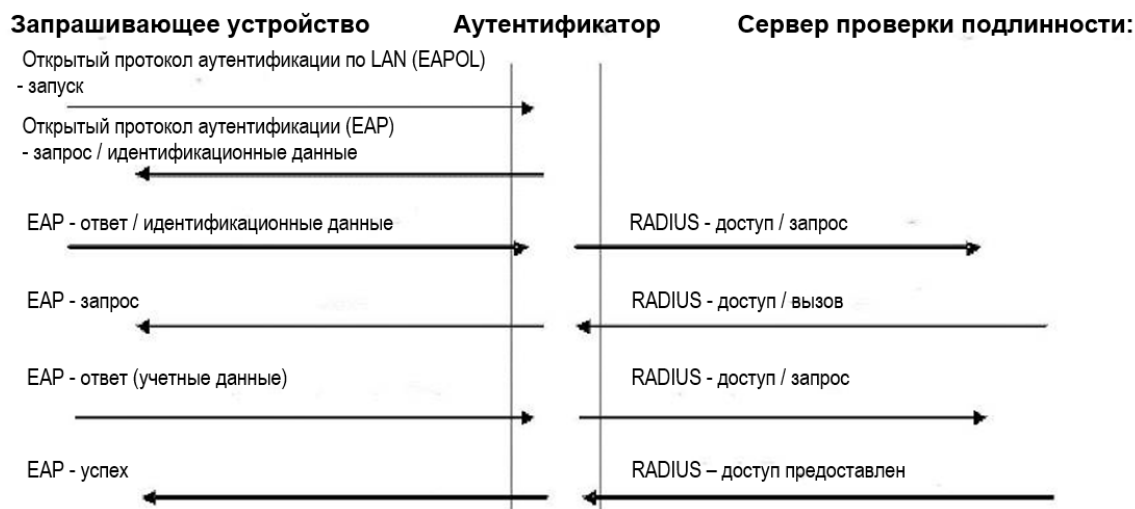 Запрашивающее устройство Аутентификатор Сервер проверки подлинности:
Открытый протокол аутентификации по LAN (EAPOL)
- запуск
Открытый протокол аутентификации (EAP)
- запрос / идентификационные данные
EAP - ответ / идентификационные данные RADIUS - доступ / запрос
EAP - запрос RADIUS - доступ / вызов
EAP - ответ (учетные данные) RADIUS - доступ / запрос
EAP - успех RADIUS – доступ предоставлен